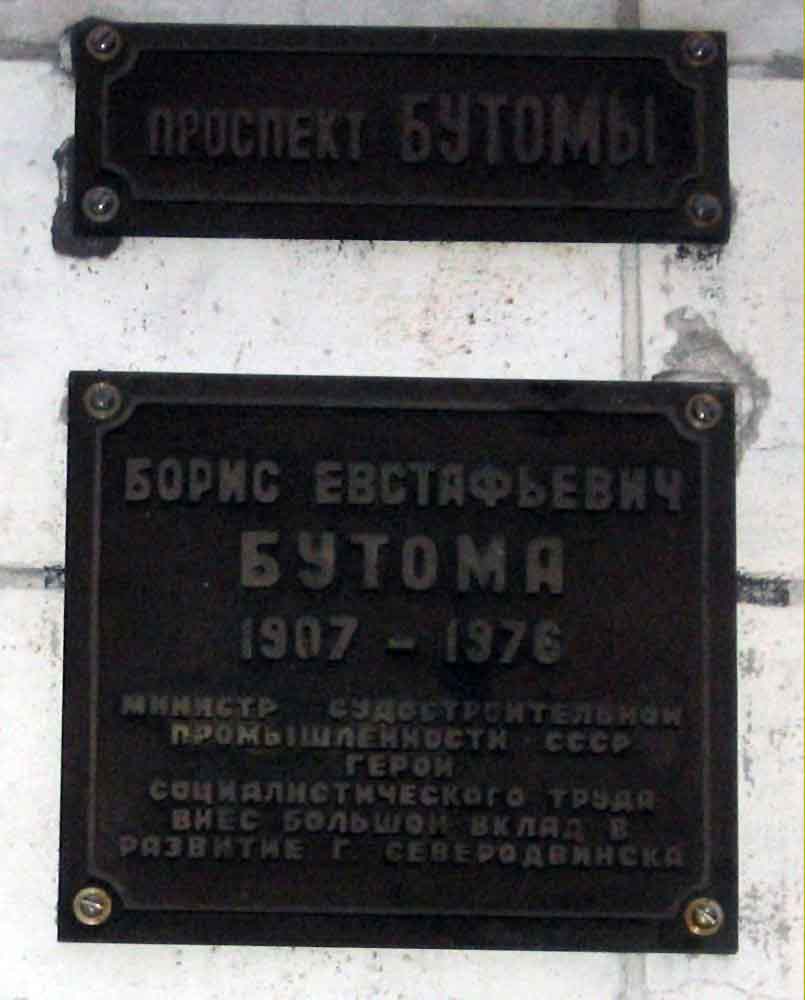 ПРОСПЕКТ БУТОМЫ
БОРИС ЕВСТАФЬЕВИЧ
БУТОМА
1907 - 1976
МИНИСТР СУДОСТРОИТЕЛЬНОЙ
ПРОМЫШЛЕННОСТИ СССР
ГЕРОЙ
СОЦИАЛИСТИЧЕСКОГО ТРУДА
ВНЕС БОЛЬШОЙ ВКЛАД В
РАЗВИТИЕ Г. СЕВЕРОДВИНСКА